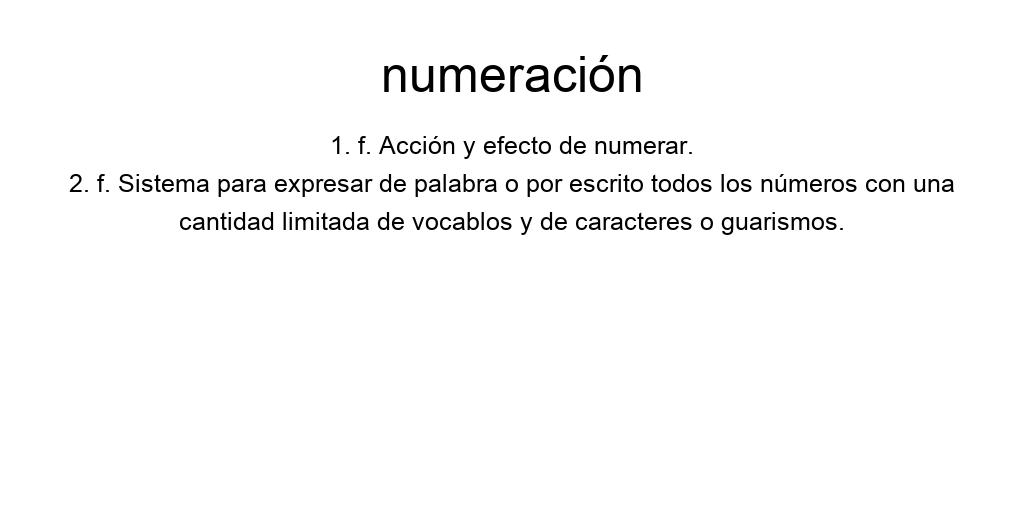 numeración
1. f. Acción y efecto de numerar.
2. f. Sistema para expresar de palabra o por escrito todos los números con una
cantidad limitada de vocablos y de caracteres o guarismos.